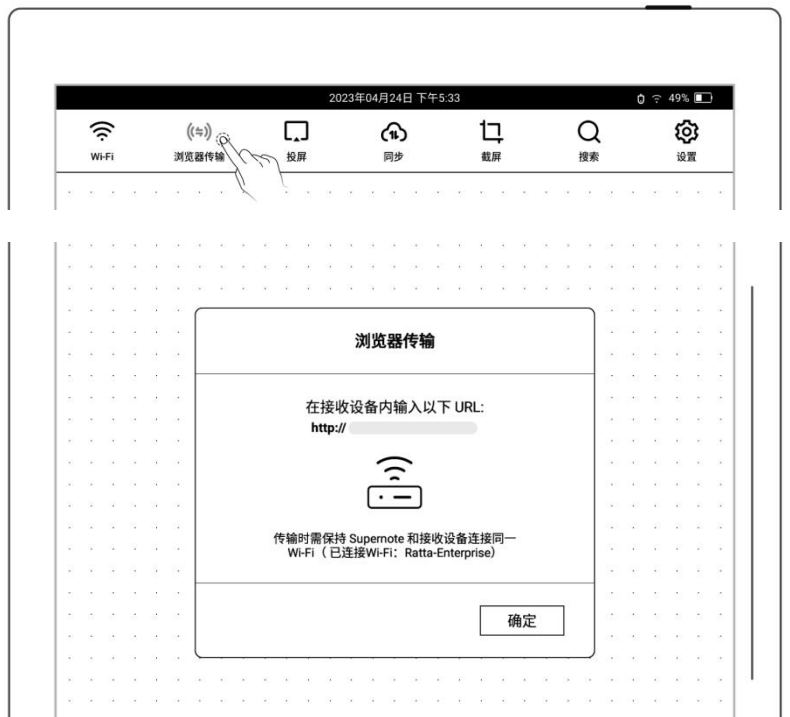 2023年04月24日 下午5:33
49%
Wi-Fi
浏览器传输
投屏
同步
截屏
搜索
设置
浏览器传输
在接收设备内输入以下 URL:
http://
传输时需保持 Supernote 和接收设备连接同一
Wi-Fi（ 已连接Wi-Fi：Ratta-Enterprise）
确定